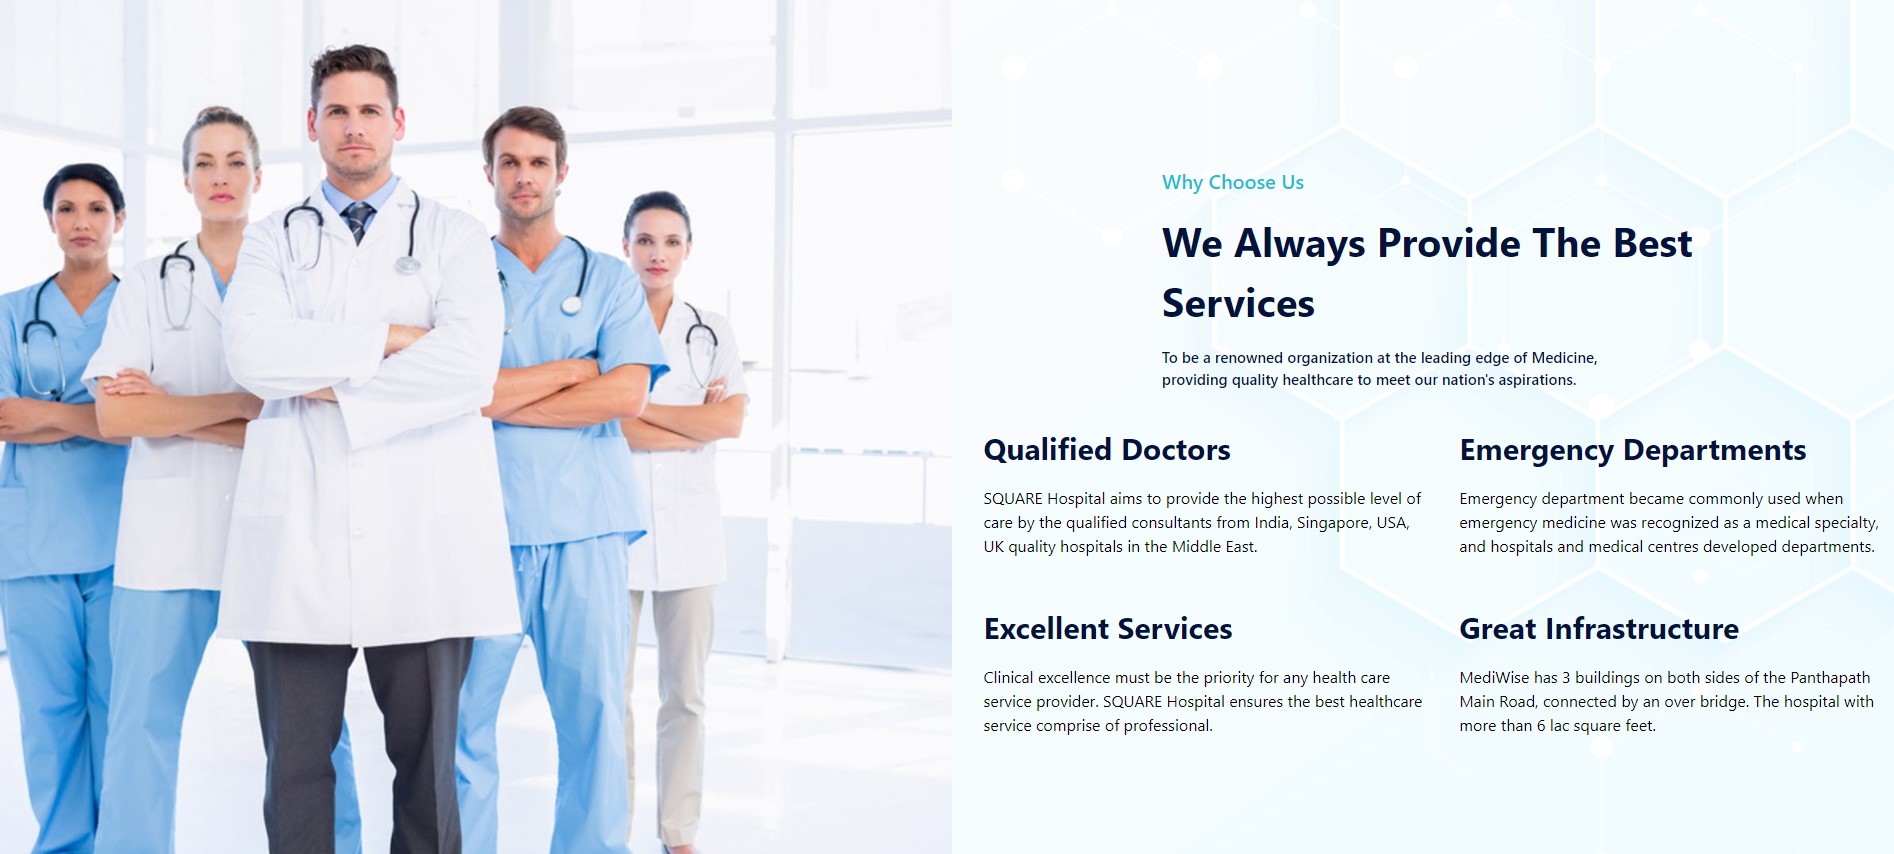 Why Choose Us
We Always Provide The Best
Services
To be a renowned organization at the leading edge of Medicine,
providing quality healthcare to meet our nation's aspirations.
Qualified Doctors
SQUARE Hospital aims to provide the highest possible level of
care by the qualified consultants from India, Singapore, USA,
UK quality hospitals in the Middle East.
Emergency Departments
Emergency department became commonly used when
emergency medicine was recognized as a medical specialty,
and hospitals and medical centres developed departments.
Excellent Services
Clinical excellence must be the priority for any health care
service provider. SQUARE Hospital ensures the best healthcare
service comprise of professional.
Great Infrastructure
MediWise has 3 buildings on both sides of the Panthapath
Main Road, connected by an over bridge. The hospital with
more than 6 lac square feet.